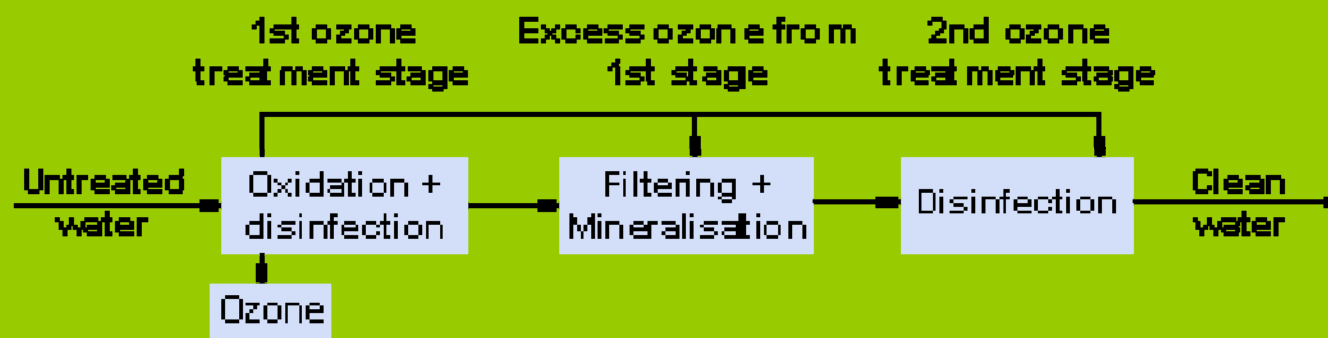 1st ozone
treatment stage
Excess ozone from
1st stage
2nd ozone
treatment stage
Untreated
water
Oxidation +
disinfection
Filtering +
Mineralisation
Disinfection
Clean
water
Ozone